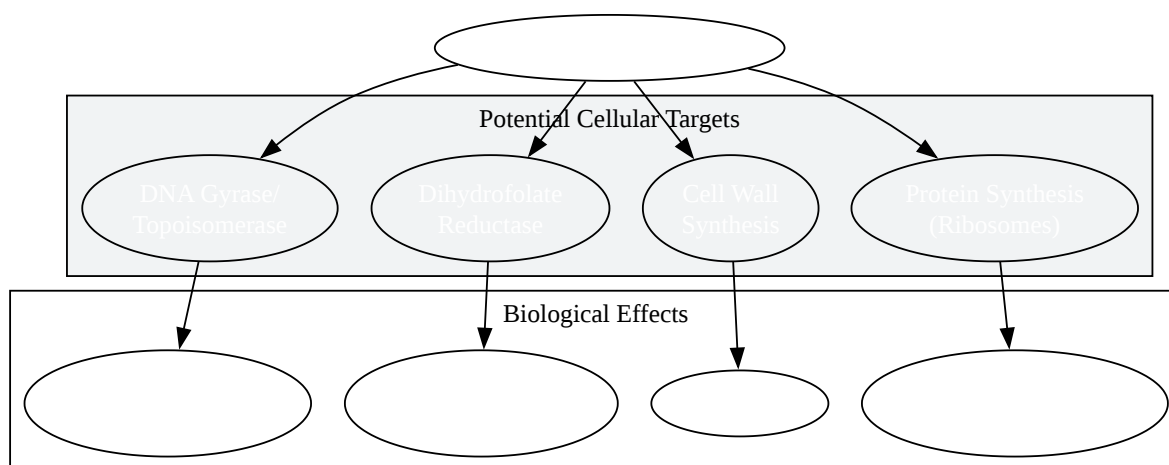 Potential Cellular Targets
DNA Gyrase/
Topoisomerase
Dihydrofolate
Reductase
Cell Wall
Synthesis
Protein Synthesis
(Ribosomes)
Biological Effects